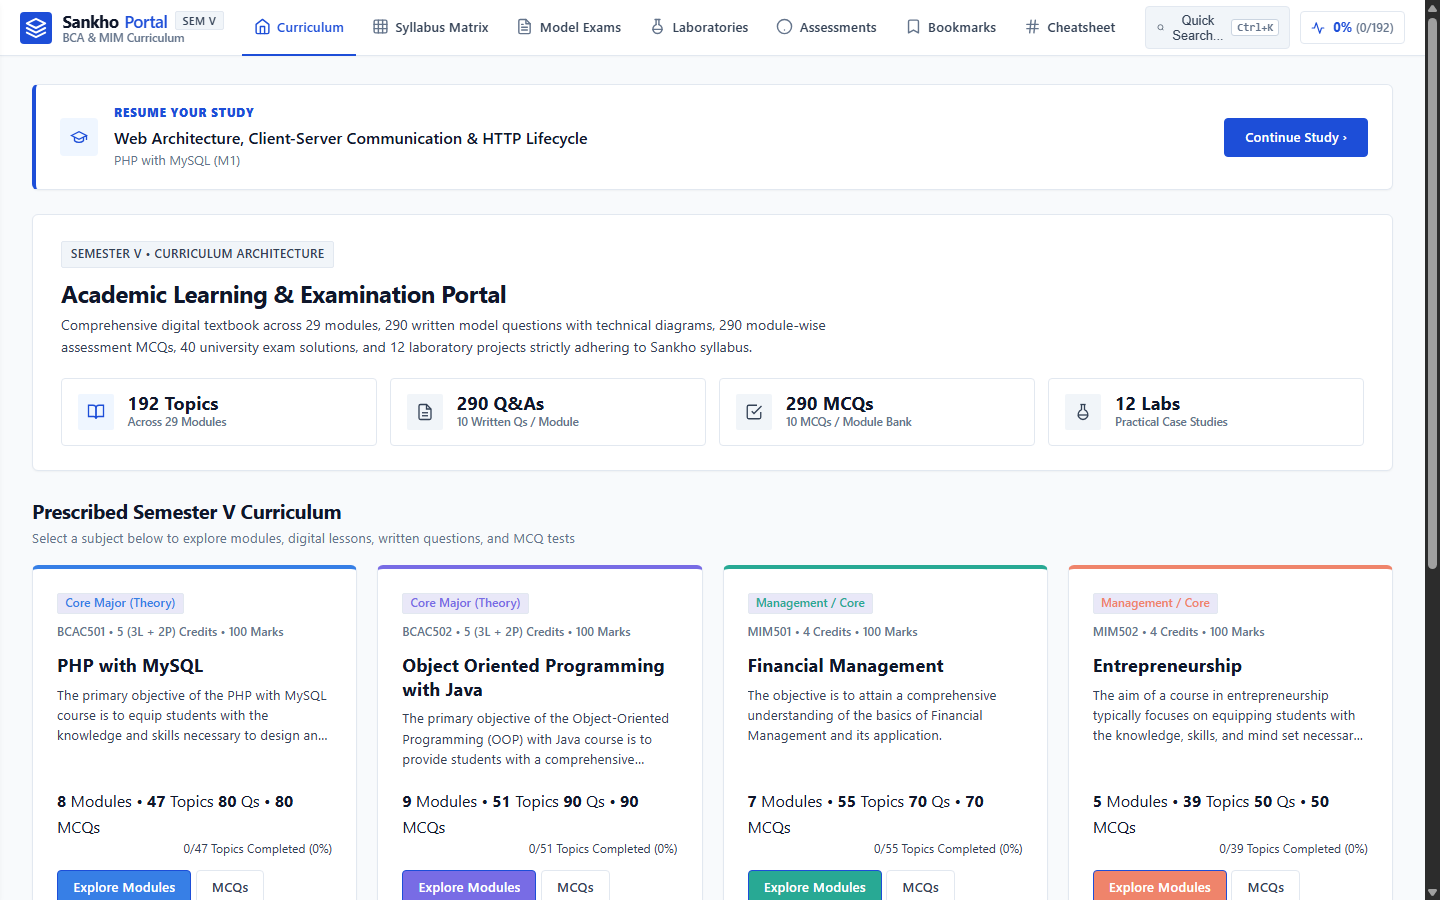 Sankho Portal SEM V
BCA & MIM Curriculum
Curriculum
Syllabus Matrix
Model Exams
Laboratories
Assessments
Bookmarks
Cheatsheet
Quick
Search...
Ctrl+K
0% (0/192)
RESUME YOUR STUDY
Web Architecture, Client-Server Communication & HTTP Lifecycle
PHP with MySQL (M1)
Continue Study ›
SEMESTER V • CURRICULUM ARCHITECTURE
Academic Learning & Examination Portal
Comprehensive digital textbook across 29 modules, 290 written model questions with technical diagrams, 290 module-wise
assessment MCQs, 40 university exam solutions, and 12 laboratory projects strictly adhering to Sankho syllabus.
192 Topics
Across 29 Modules
290 Q&As
10 Written Qs / Module
290 MCQs
10 MCQs / Module Bank
12 Labs
Practical Case Studies
Prescribed Semester V Curriculum
Select a subject below to explore modules, digital lessons, written questions, and MCQ tests
Core Major (Theory)
BCAC501 • 5 (3L + 2P) Credits • 100 Marks
PHP with MySQL
The primary objective of the PHP with MySQL
course is to equip students with the
knowledge and skills necessary to design an...
8 Modules • 47 Topics 80 Qs • 80
MCQs
0/47 Topics Completed (0%)
Explore Modules
MCQs
Core Major (Theory)
BCAC502 • 5 (3L + 2P) Credits • 100 Marks
Object Oriented Programming
with Java
The primary objective of the Object-Oriented
Programming (OOP) with Java course is to
provide students with a comprehensive...
9 Modules • 51 Topics 90 Qs • 90
MCQs
0/51 Topics Completed (0%)
Explore Modules
MCQs
Management / Core
MIM501 • 4 Credits • 100 Marks
Financial Management
The objective is to attain a comprehensive
understanding of the basics of Financial
Management and its application.
7 Modules • 55 Topics 70 Qs • 70
MCQs
0/55 Topics Completed (0%)
Explore Modules
MCQs
Management / Core
MIM502 • 4 Credits • 100 Marks
Entrepreneurship
The aim of a course in entrepreneurship
typically focuses on equipping students with
the knowledge, skills, and mind set necessar...
5 Modules • 39 Topics 50 Qs • 50
MCQs
0/39 Topics Completed (0%)
Explore Modules
MCQs